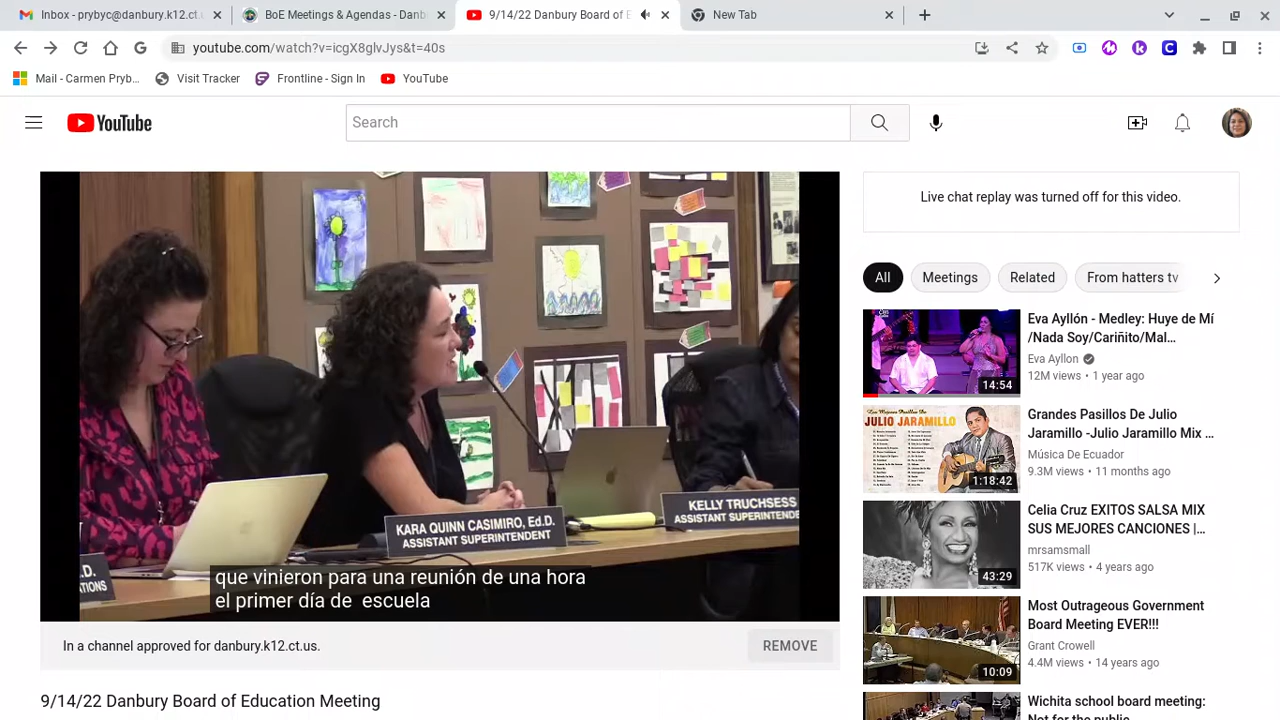 Inbox - prybyc@danbury.k12.ct.u
BoE Meetings & Agendas - Danb
9/14/22 Danbury Board of E
New Tab
youtube.com/watch?v=icgX8glvJys&t=40s
Mail - Carmen Pryb...
Visit Tracker
Frontline - Sign In
YouTube
YouTube
Search
KARA QUINN CASIMIRO, Ed.D.
ASSISTANT SUPERINTENDENT
KELLY TRUCHSESS
ASSISTANT SUPERINTENDE
.D.
ATIONS
que vinieron para una reunión de una hora
el primer día de escuela
In a channel approved for danbury.k12.ct.us.
REMOVE
9/14/22 Danbury Board of Education Meeting
Live chat replay was turned off for this video.
All
Meetings
Related
From hatters tv
Eva Ayllón - Medley: Huye de Mí
/Nada Soy/Cariñito/Mal...
Eva Ayllon
12M views • 1 year ago
14:54
JULIO JARAMILLO
Grandes Pasillos De Julio
Jaramillo -Julio Jaramillo Mix ...
Música De Ecuador
9.3M views • 11 months ago
1:18:42
Celia Cruz EXITOS SALSA MIX
SUS MEJORES CANCIONES |...
mrsamsmall
517K views • 4 years ago
43:29
Most Outrageous Government
Board Meeting EVER!!!
Grant Crowell
4.4M views • 14 years ago
10:09
Wichita school board meeting:
Not for the public